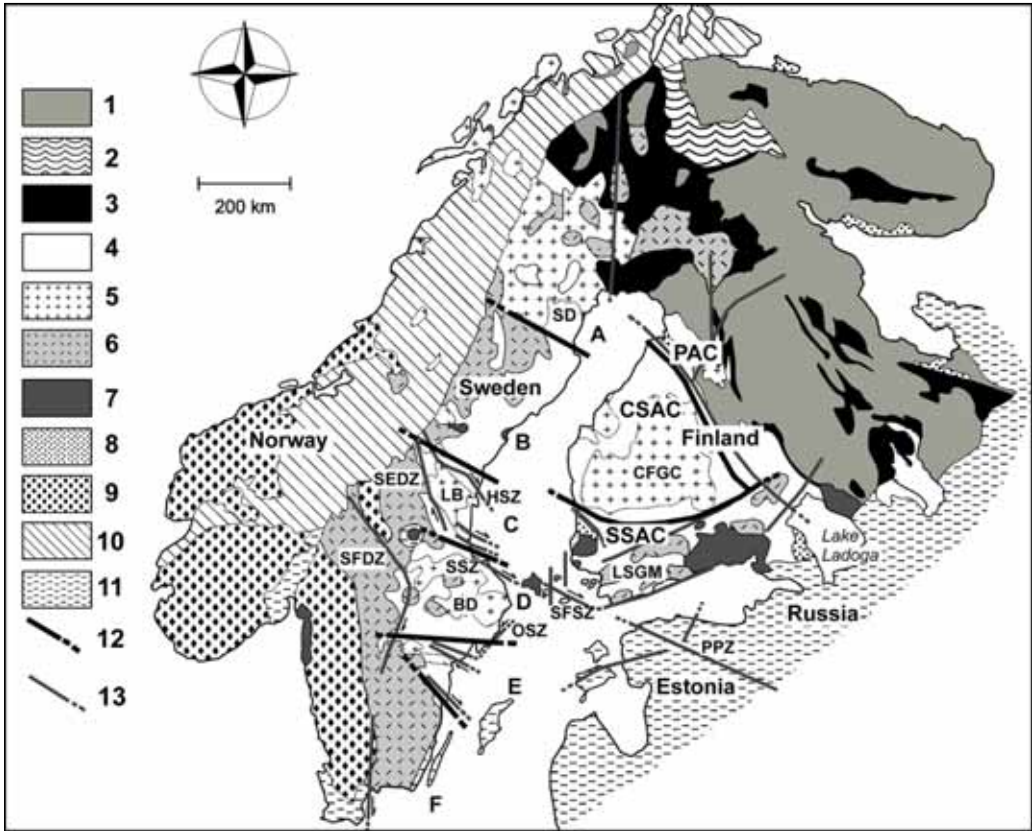 1
2
3
4
5
6
7
8
9
10
11
12
13
200 km
SD
A
PAC
Sweden
CSAC
B
Finland
Norway
CFGC
SEDZ
LB
HSZ
C
SSAC
Lake
Ladoga
SFDZ
SSZ
LSGM
BD
D
SFSZ
Russia
OSZ
PPZ
E
Estonia
F